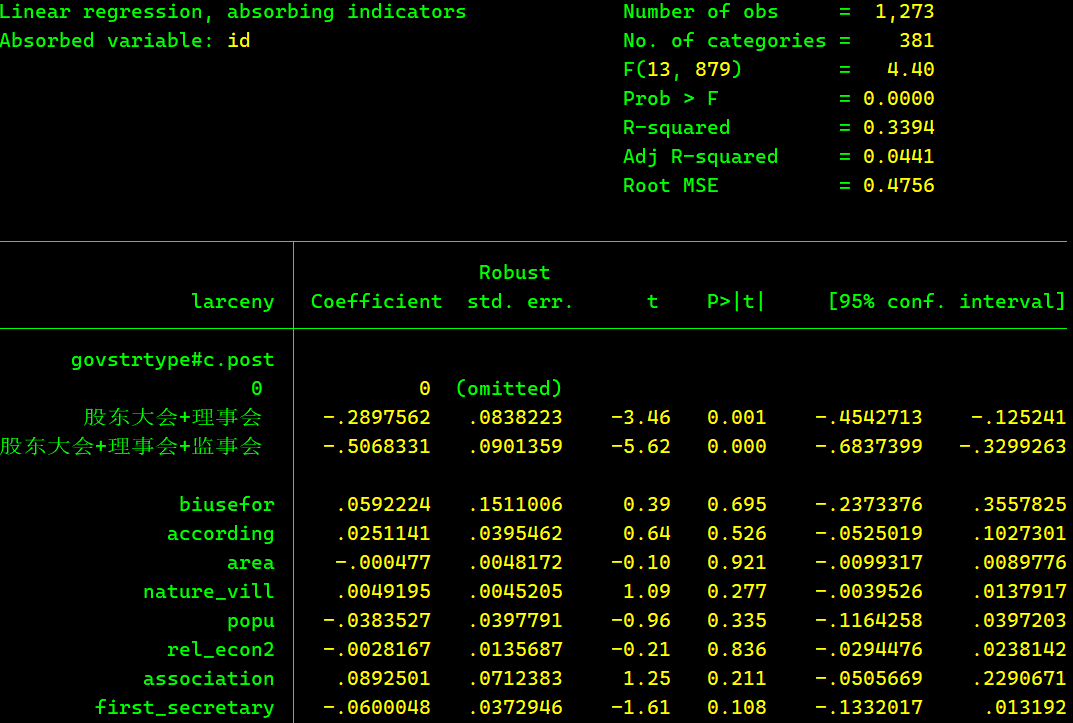 Linear regression, absorbing indicators Number of obs = 1,273
Absorbed variable: id No. of categories = 381
F(13, 879) = 4.40
Prob > F = 0.0000
R-squared = 0.3394
Adj R-squared = 0.0441
Root MSE = 0.4756
Robust
larceny Coefficient std. err. t P>|t| [95% conf. interval]
govstrtype#c.post
0 0 (omitted)
股东大会+理事会 -.2897562 .0838223 -3.46 0.001 -.4542713 -.125241
股东大会+理事会+监事会 -.5068331 .0901359 -5.62 0.000 -.6837399 -.3299263
biusefor .0592224 .1511006 0.39 0.695 -.2373376 .3557825
according .0251141 .0395462 0.64 0.526 -.0525019 .1027301
area -.000477 .0048172 -0.10 0.921 -.0099317 .0089776
nature_vill .0049195 .0045205 1.09 0.277 -.0039526 .0137917
popu -.0383527 .0397791 -0.96 0.335 -.1164258 .0397203
rel_econ2 -.0028167 .0135687 -0.21 0.836 -.0294476 .0238142
association .0892501 .0712383 1.25 0.211 -.0505669 .2290671
first_secretary -.0600048 .0372946 -1.61 0.108 -.1332017 .013192